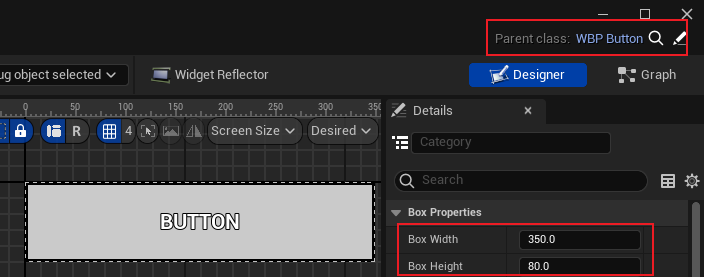 Parent class: WBP Button
ug object selected
Widget Reflector
Designer
Graph
0 50 100 150 200 250 300 350
R
4
Screen Size
Desired
Details
Category
Search
BUTTON
Box Properties
Box Width 350.0
Box Height 80.0